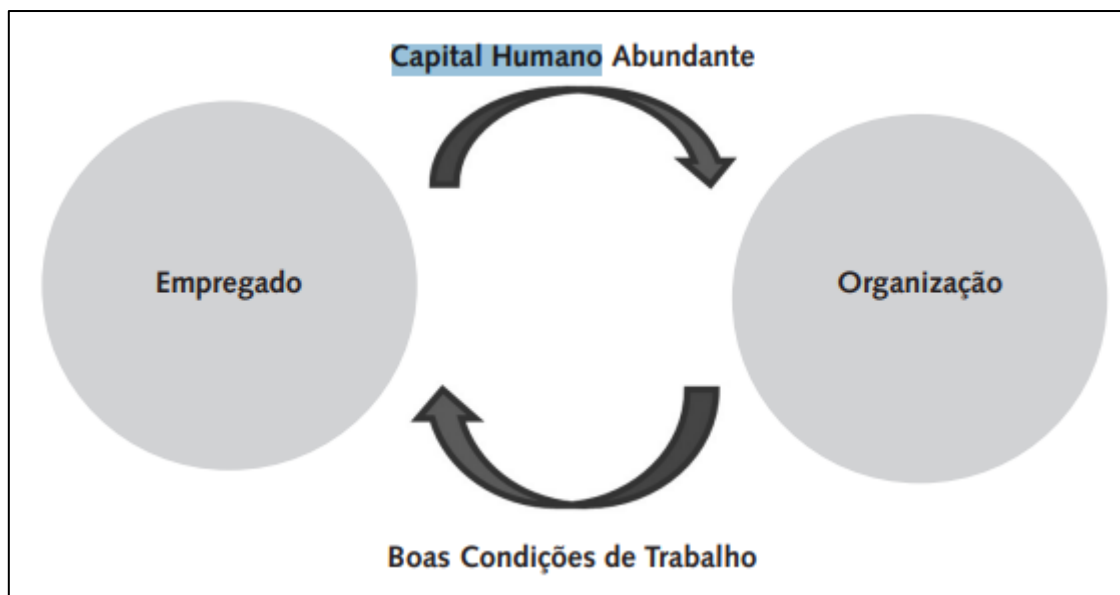 Capital Humano Abundante
Empregado
Organização
Boas Condições de Trabalho